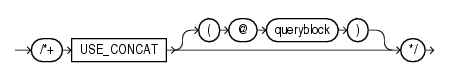 /*+ USE_CONCAT ( @ queryblock ) */